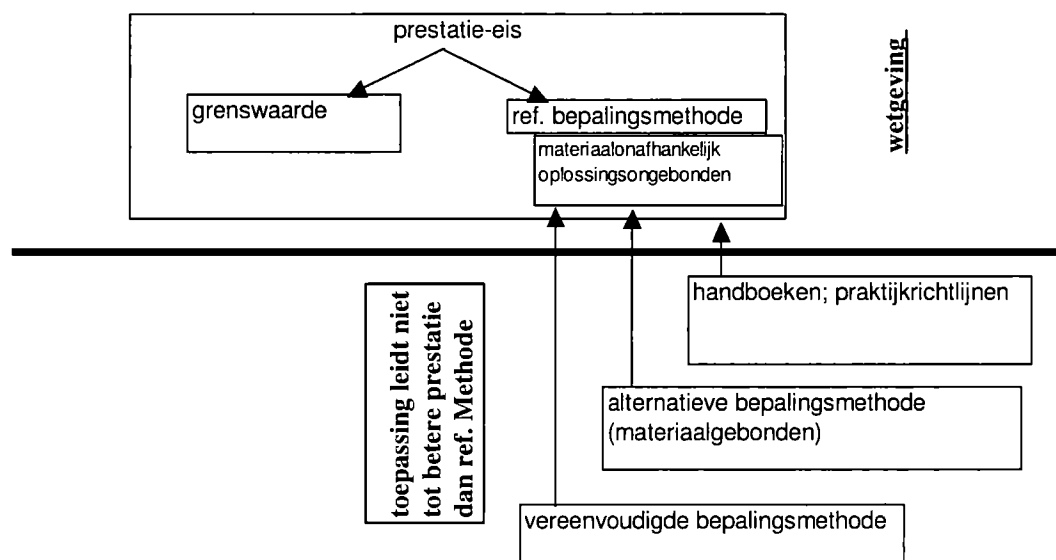 prestatie-eis
wetgeving
grenswaarde
ref. bepalingsmethode
materiaalonafhankelijk
oplossingsongebonden
handboeken; praktijkrichtlijnen
toepassing leidt niet
tot betere prestatie
dan ref. Methode
alternatieve bepalingsmethode
(materiaalgebonden)
vereenvoudigde bepalingsmethode